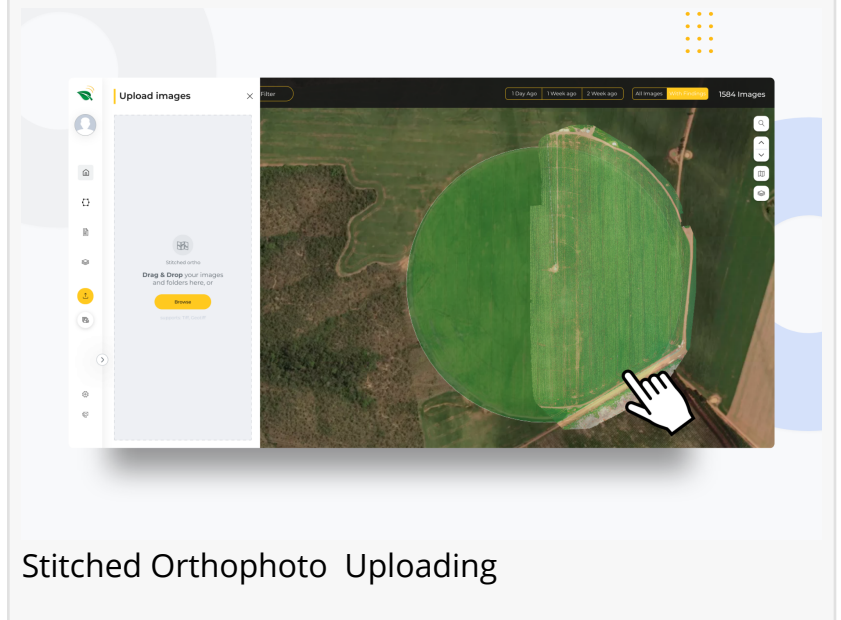 Upload images
Filter
1 Day Ago
1 Week ago
2 Week ago
All Images
1584 Images
Stitched ortho
Drag & Drop your images
and folders here, or
Browse
Stitched Orthophoto Uploading